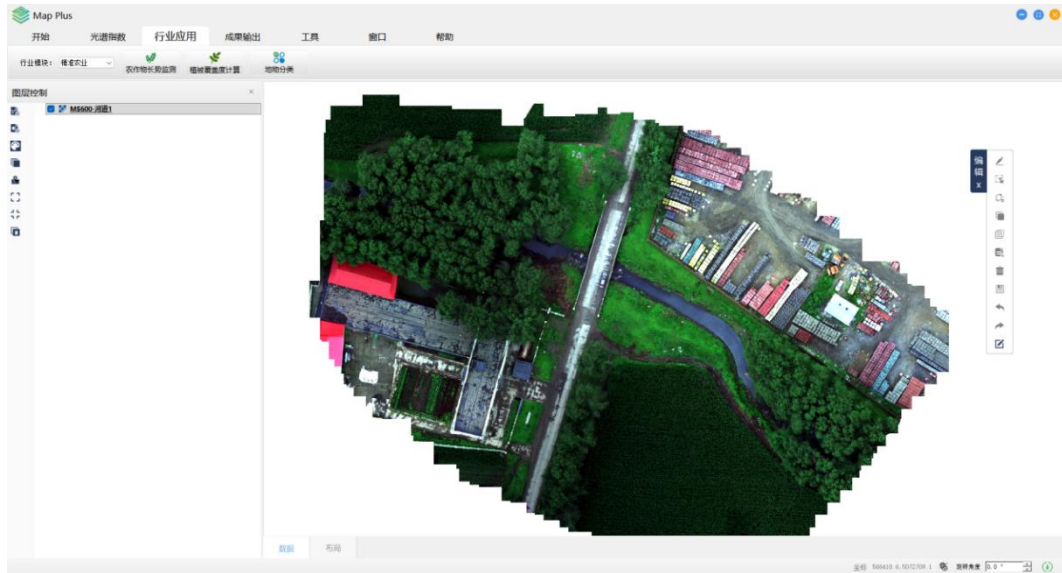 Map Plus
开始 光谱指数 行业应用 成果输出 工具 窗口 帮助
行业模块: 精准农业
农作物长势监测 植被覆盖度计算 地物分类
图层控制
MS600-河道1
编辑
x
数据 布局
坐标 旋转角度 0.0 °